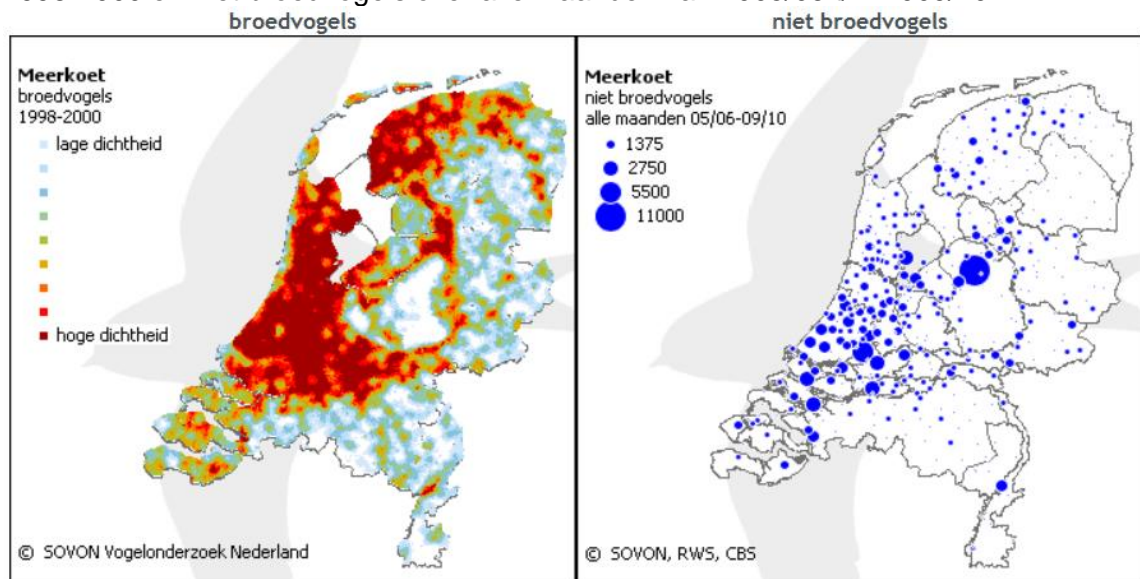 broedvogels
niet broedvogels
Meerkoet
broedvogels
1998-2000
lage dichtheid
hoge dichtheid
© SOVON Vogelonderzoek Nederland
Meerkoet
niet broedvogels
alle maanden 05/06-09/10
1375
2750
5500
11000
© SOVON, RWS, CBS